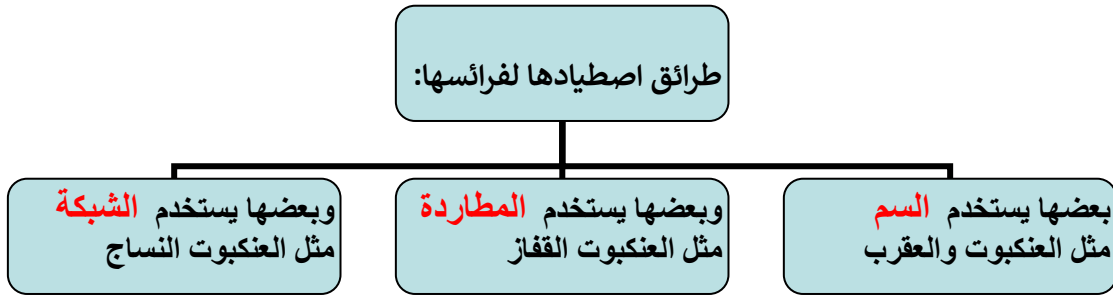 طرائق اصطيادها لفرائسها:
بعضها يستخدم السم
مثل العنكبوت والعقرب
وبعضها يستخدم المطاردة
مثل العنكبوت القفاز
وبعضها يستخدم الشبكة
مثل العنكبوت النساج